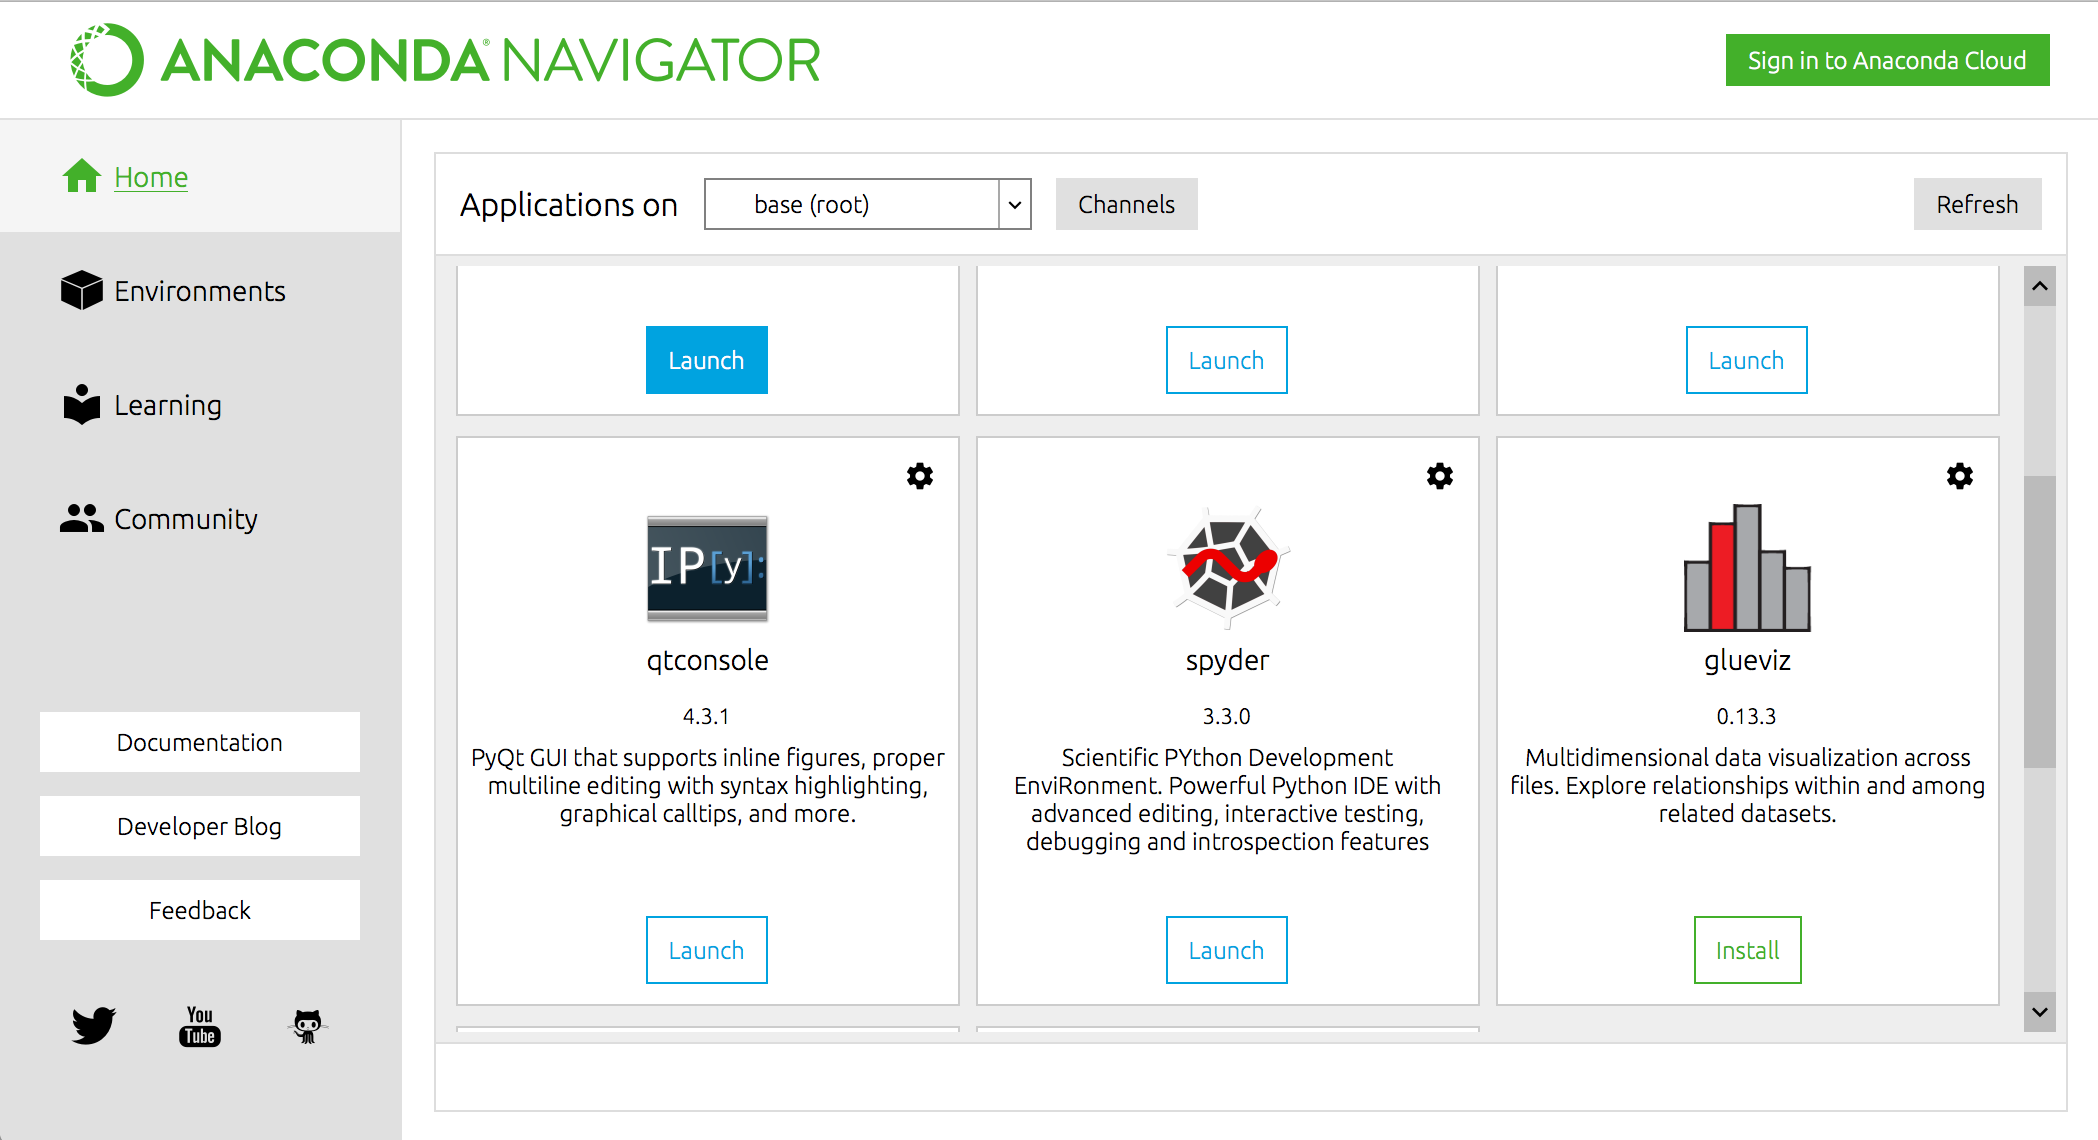 ANACONDA® NAVIGATOR
Sign in to Anaconda Cloud
Home
Environments
Learning
Community
Documentation
Developer Blog
Feedback
You
Tube
Applications on
base (root)
Channels
Refresh
Launch
Launch
Launch
IP[y]:
qtconsole
4.3.1
PyQt GUI that supports inline figures, proper
multiline editing with syntax highlighting,
graphical calltips, and more.
Launch
spyder
3.3.0
Scientific PYthon Development
EnviRonment. Powerful Python IDE with
advanced editing, interactive testing,
debugging and introspection features
Launch
glueviz
0.13.3
Multidimensional data visualization across
files. Explore relationships within and among
related datasets.
Install